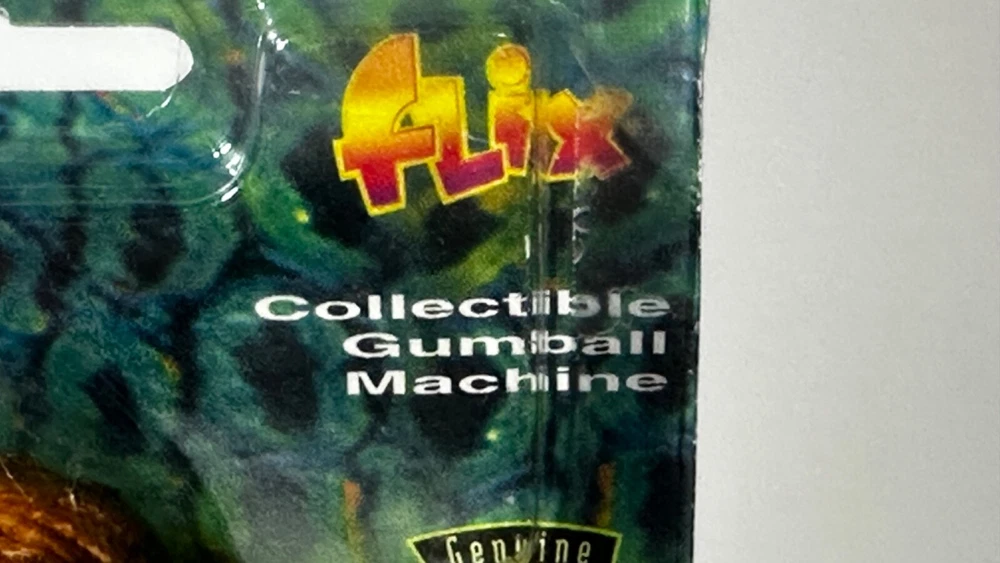 FLix
Collectible
Gumball
Machine
Genuine